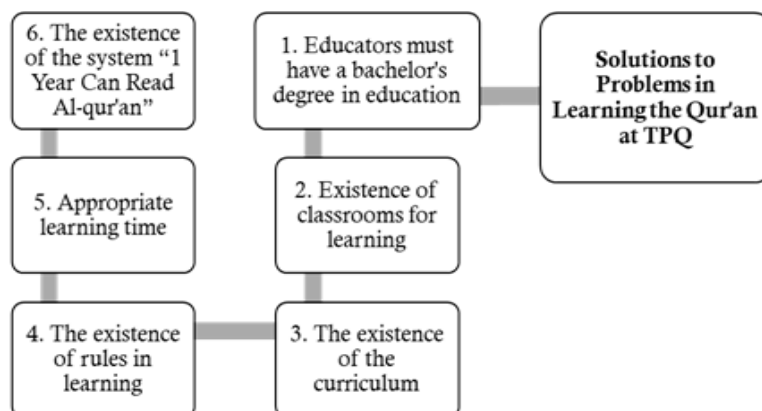 6. The existence
of the system “1
Year Can Read
Al-qur'an”
1. Educators must
have a bachelor's
degree in education
Solutions to
Problems in
Learning the Qur'an
at TPQ
5. Appropriate
learning time
2. Existence of
classrooms for
learning
4. The existence
of rules in
learning
3. The existence
of the
curriculum